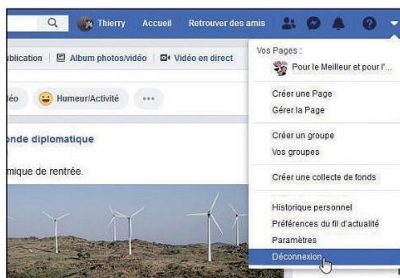 Thierry Accueil Retrouver des amis
ublication Album photos/vidéo Vidéo en direct
déo Humeur/Activité
onde diplomatique
mique de rentrée.
Vos Pages :
Pour le Meilleur et pour l'...
Créer une Page
Gérer la Page
Créer un groupe
Vos groupes
Créer une collecte de fonds
Historique personnel
Préférences du fil d'actualité
Paramètres
Déconnexion